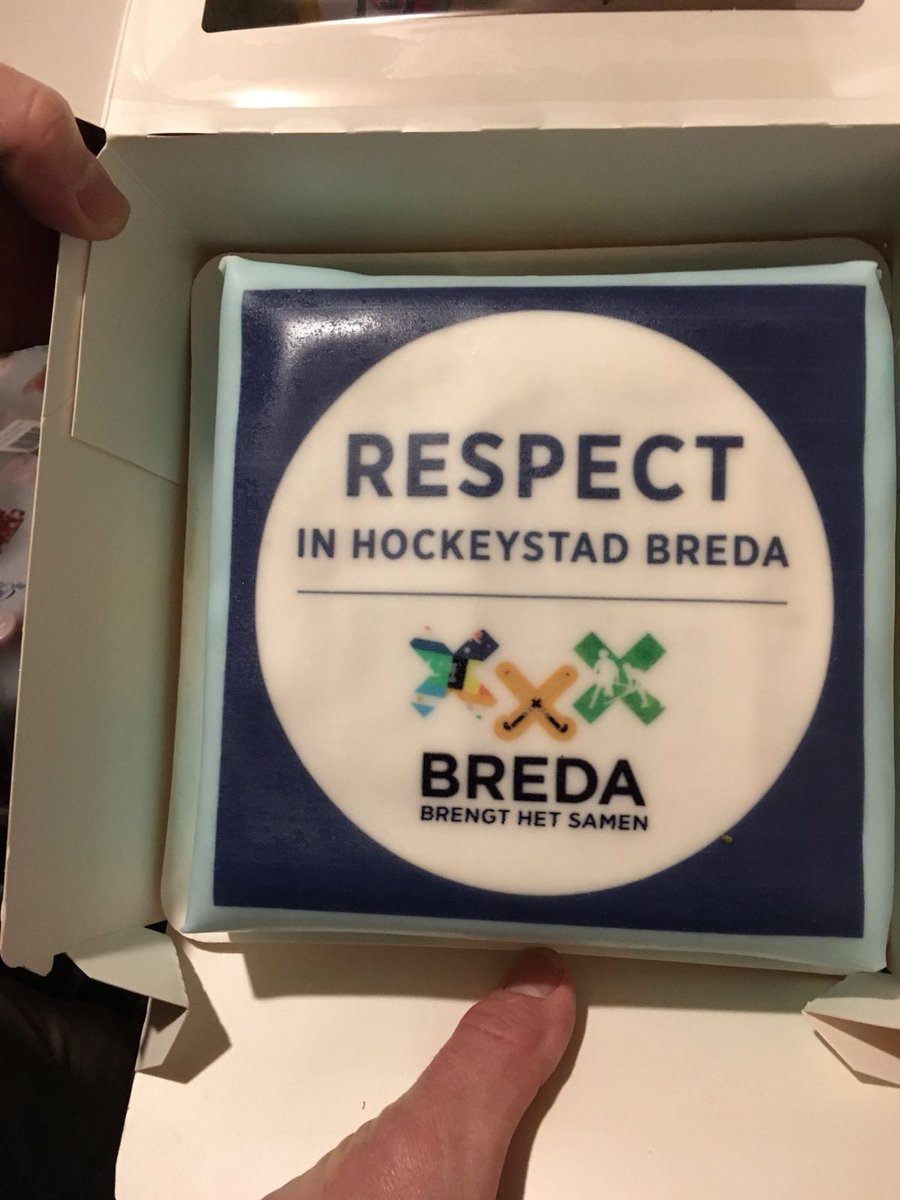 RESPECT
IN HOCKEYSTAD BREDA
BREDA
BRENGT HET SAMEN